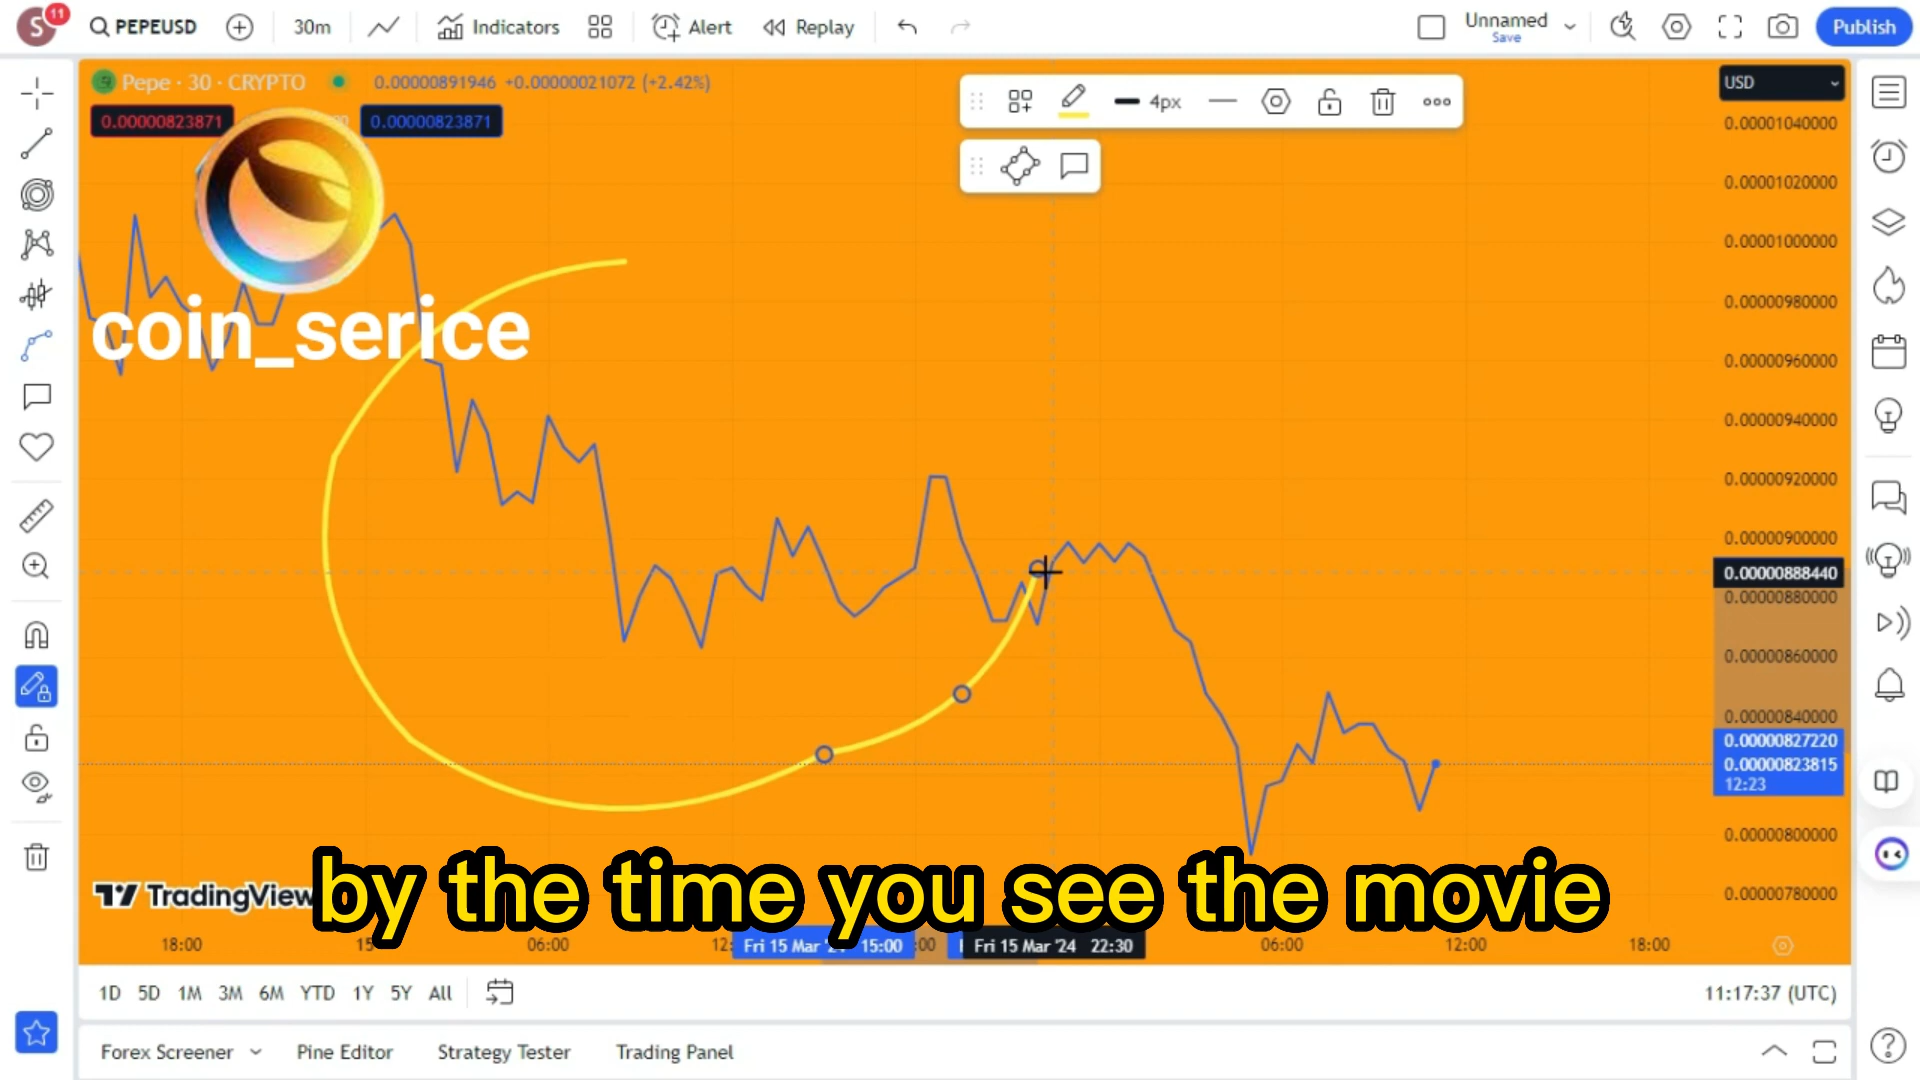 S 11 PEPEUSD 30m Indicators Alert Replay Unnamed Save Publish
Pepe · 30 · CRYPTO 0.00000891946 +0.00000021072 (+2.42%)
0.00000823871 0.00000823871
4px
USD
0.00001040000
0.00001020000
0.00001000000
0.00000980000
0.00000960000
0.00000940000
0.00000920000
0.00000900000
0.00000888440
0.00000880000
0.00000860000
0.00000840000
0.00000827220
0.00000823815
12:23
0.00000800000
0.00000780000
coin_serice
TradingView
by the time you see the movie
18:00 15 06:00 12: Fri 15 Mar '24 15:00 :00 Fri 15 Mar '24 22:30 06:00 12:00 18:00
1D 5D 1M 3M 6M YTD 1Y 5Y All 11:17:37 (UTC)
Forex Screener Pine Editor Strategy Tester Trading Panel